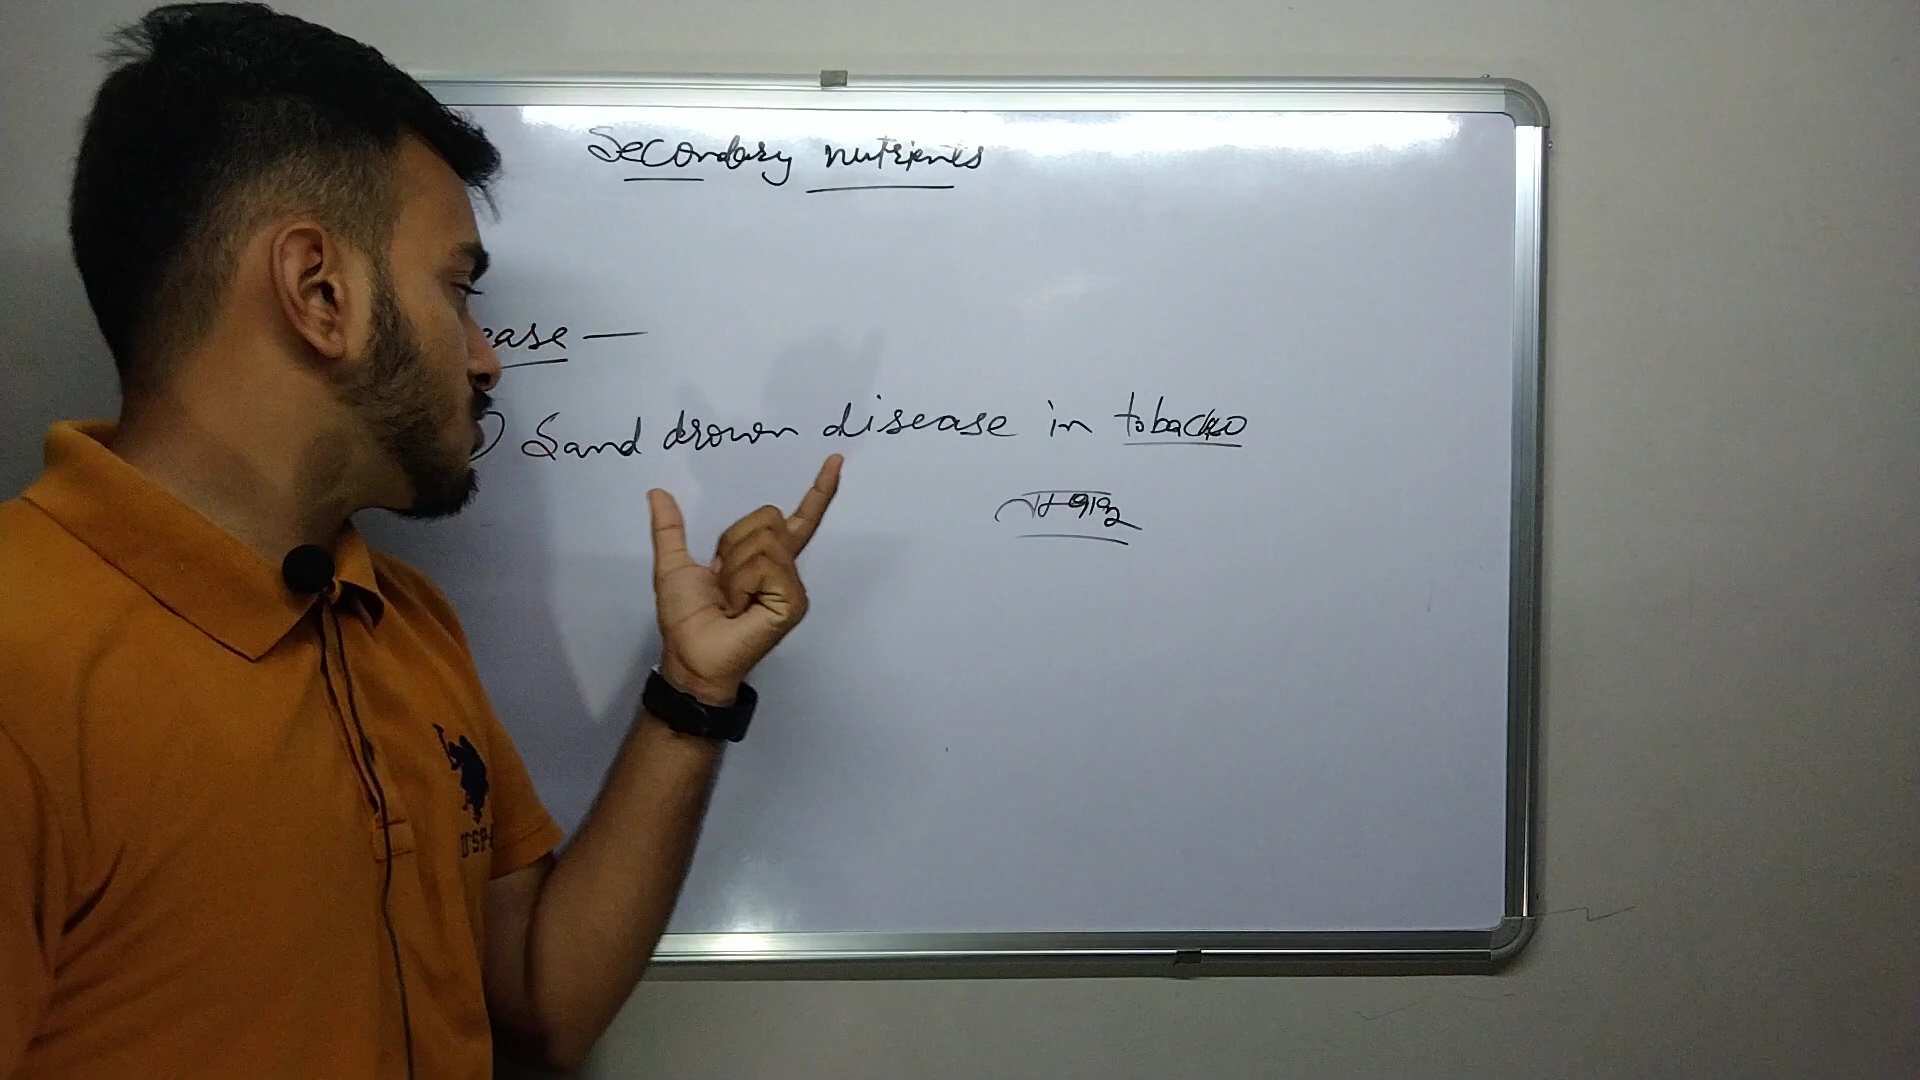 Secondary nutrients
ease —
) Sand drown disease in tobacco